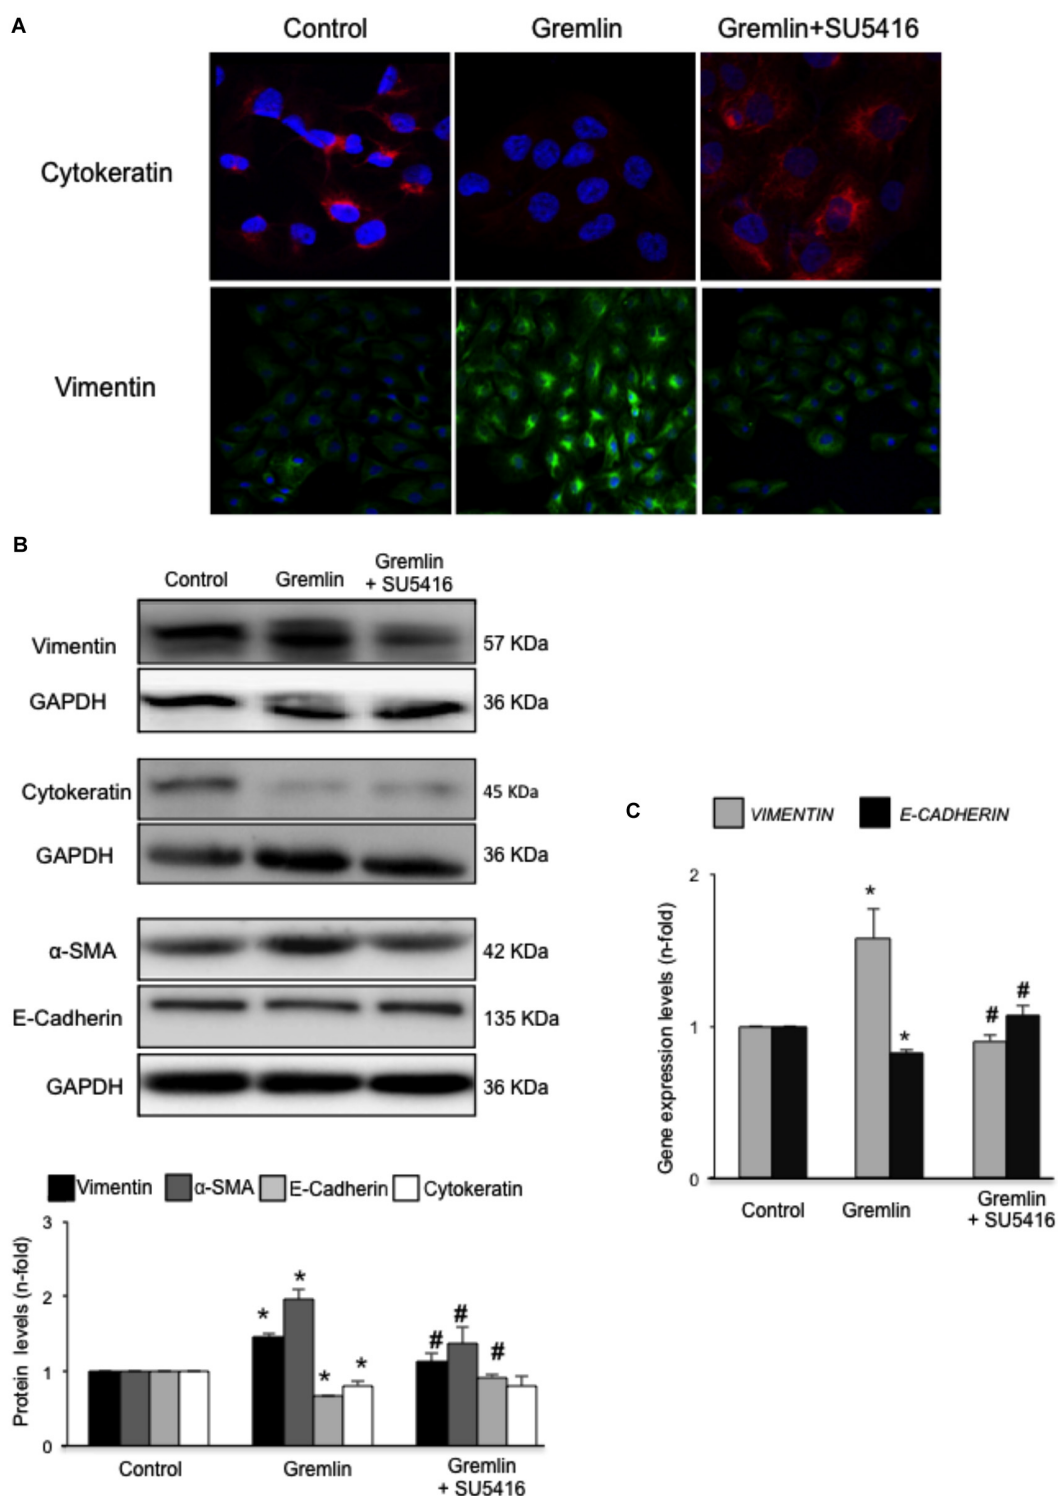 A
Control
Gremlin
Gremlin+SU5416
Cytokeratin
Vimentin
B
Control
Gremlin
Gremlin
+ SU5416
Vimentin
57 KDa
GAPDH
36 KDa
Cytokeratin
45 KDa
GAPDH
36 KDa
α-SMA
42 KDa
E-Cadherin
135 KDa
GAPDH
36 KDa
Vimentin
α-SMA
E-Cadherin
Cytokeratin
Protein levels (n-fold)
3
2
1
0
*
*
*
*
#
#
#
Control
Gremlin
Gremlin
+ SU5416
C
VIMENTIN
E-CADHERIN
Gene expression levels (n-fold)
2
1
0
*
*
#
#
Control
Gremlin
Gremlin
+ SU5416